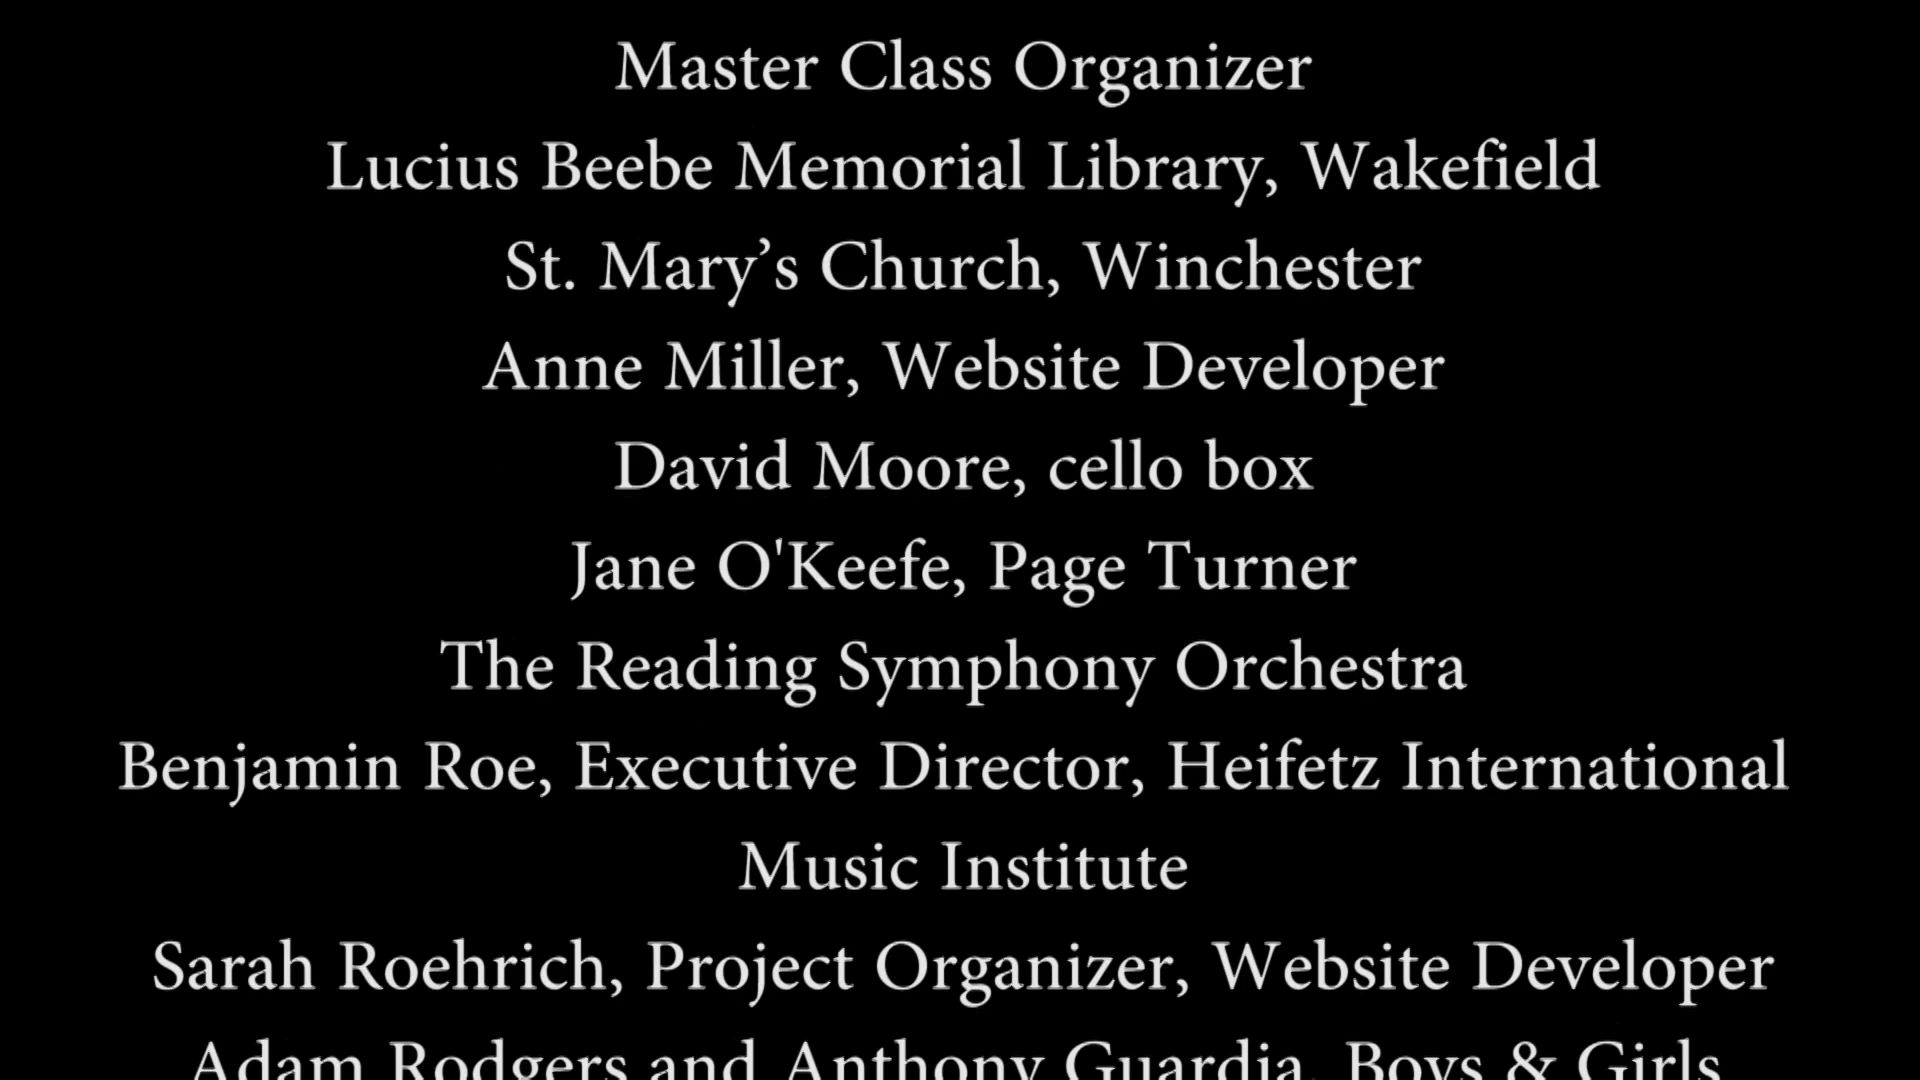 Master Class Organizer
Lucius Beebe Memorial Library, Wakefield
St. Mary’s Church, Winchester
Anne Miller, Website Developer
David Moore, cello box
Jane O'Keefe, Page Turner
The Reading Symphony Orchestra
Benjamin Roe, Executive Director, Heifetz International
Music Institute
Sarah Roehrich, Project Organizer, Website Developer
Adam Rodgers and Anthony Guardia, Boys & Girls